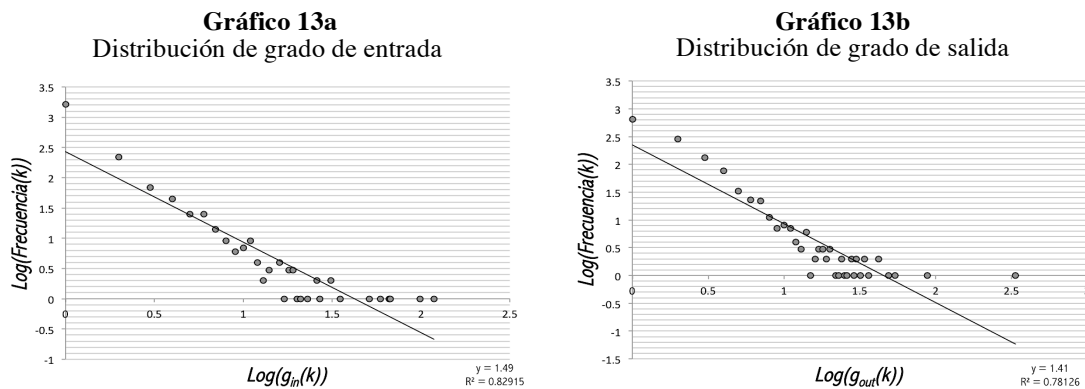 Gráfico 13a
Distribución de grado de entrada
Log(Frecuencia(k))
3.5
3
2.5
2
1.5
1
0.5
0
-0.5
-1
0
0.5
1
1.5
2
2.5
Log(gin(k))
y = 1.49
R² = 0.82915
Gráfico 13b
Distribución de grado de salida
Log(Frecuencia(k))
3.5
3
2.5
2
1.5
1
0.5
0
-0.5
-1
-1.5
0
0.5
1
1.5
2
2.5
Log(gout(k))
y = 1.41
R² = 0.78126